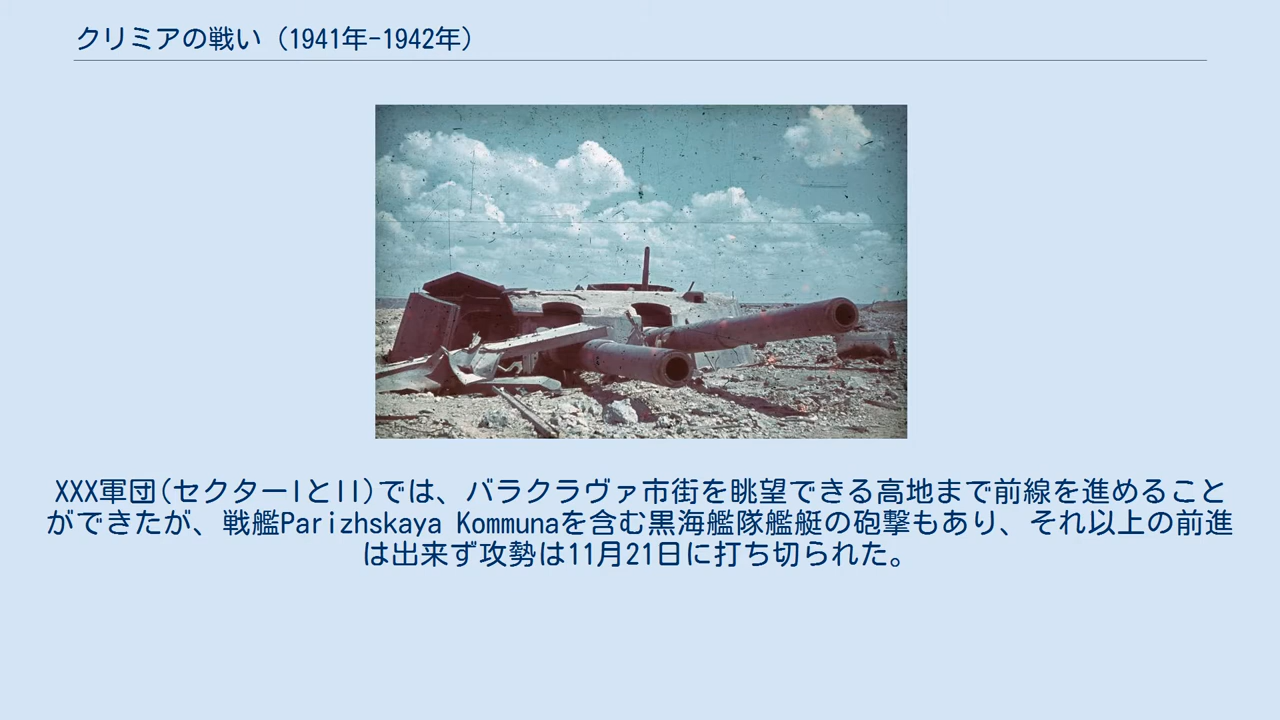 クリミアの戦い（1941年-1942年）
XXX軍団(セクターIとII)では、バラクラヴァ市街を眺望できる高地まで前線を進めること
ができたが、戦艦Parizhskaya Kommunaを含む黒海艦隊艦艇の砲撃もあり、それ以上の前進
は出来ず攻勢は11月21日に打ち切られた。